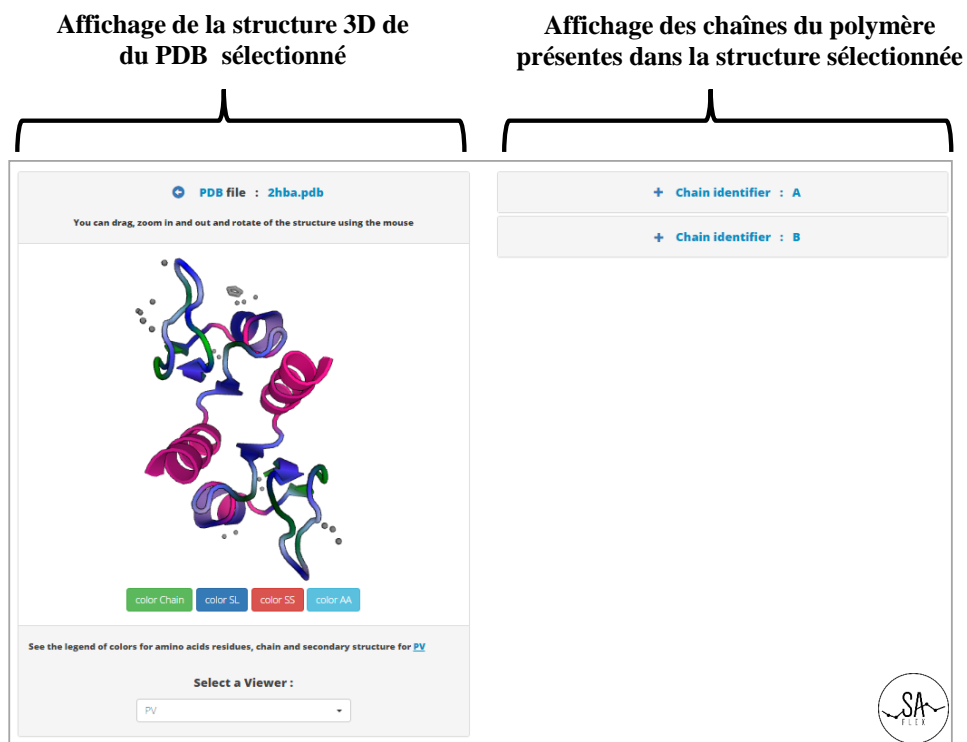 Affichage de la structure 3D de
du PDB sélectionné
Affichage des chaînes du polymère
présentes dans la structure sélectionnée
PDB file : 2hba.pdb
You can drag, zoom in and out and rotate of the structure using the mouse
color Chain
color SL
color SS
color AA
See the legend of colors for amino acids residues, chain and secondary structure for PV
Select a Viewer :
PV
+ Chain identifier : A
+ Chain identifier : B
SA
FLEX